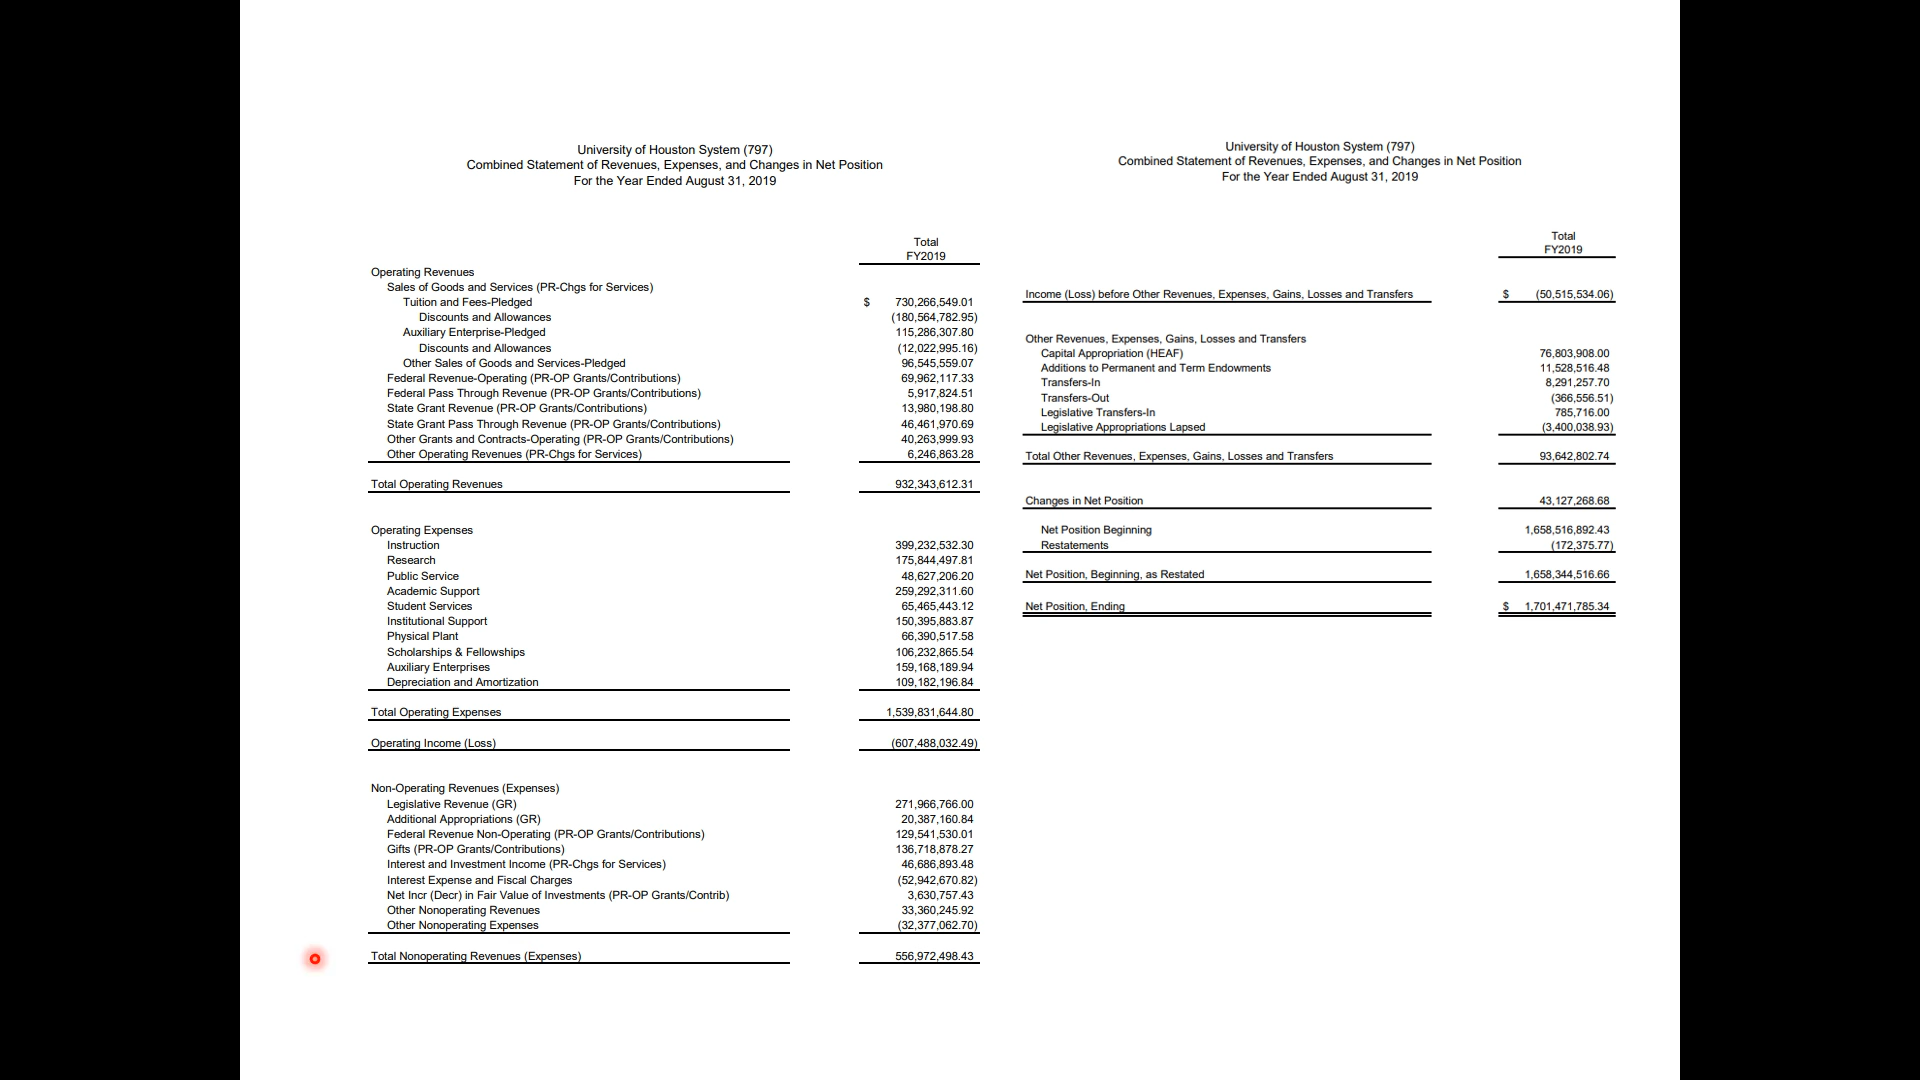 University of Houston System (797)
Combined Statement of Revenues, Expenses, and Changes in Net Position
For the Year Ended August 31, 2019
Total
FY2019
Operating Revenues
Sales of Goods and Services (PR-Chgs for Services)
Tuition and Fees-Pledged $ 730,266,549.01
Discounts and Allowances (180,564,782.95)
Auxiliary Enterprise-Pledged 115,286,307.80
Discounts and Allowances (12,022,995.16)
Other Sales of Goods and Services-Pledged 96,545,559.07
Federal Revenue-Operating (PR-OP Grants/Contributions) 69,962,117.33
Federal Pass Through Revenue (PR-OP Grants/Contributions) 5,917,824.51
State Grant Revenue (PR-OP Grants/Contributions) 13,980,198.80
State Grant Pass Through Revenue (PR-OP Grants/Contributions) 46,461,970.69
Other Grants and Contracts-Operating (PR-OP Grants/Contributions) 40,263,999.93
Other Operating Revenues (PR-Chgs for Services) 6,246,863.28
Total Operating Revenues 932,343,612.31
Operating Expenses
Instruction 399,232,532.30
Research 175,844,497.81
Public Service 48,627,206.20
Academic Support 259,292,311.60
Student Services 65,465,443.12
Institutional Support 150,395,883.87
Physical Plant 66,390,517.58
Scholarships & Fellowships 106,232,865.54
Auxiliary Enterprises 159,168,189.94
Depreciation and Amortization 109,182,196.84
Total Operating Expenses 1,539,831,644.80
Operating Income (Loss) (607,488,032.49)
Non-Operating Revenues (Expenses)
Legislative Revenue (GR) 271,966,766.00
Additional Appropriations (GR) 20,387,160.84
Federal Revenue Non-Operating (PR-OP Grants/Contributions) 129,541,530.01
Gifts (PR-OP Grants/Contributions) 136,718,878.27
Interest and Investment Income (PR-Chgs for Services) 46,686,893.48
Interest Expense and Fiscal Charges (52,942,670.82)
Net Incr (Decr) in Fair Value of Investments (PR-OP Grants/Contrib) 3,630,757.43
Other Nonoperating Revenues 33,360,245.92
Other Nonoperating Expenses (32,377,062.70)
Total Nonoperating Revenues (Expenses) 556,972,498.43
University of Houston System (797)
Combined Statement of Revenues, Expenses, and Changes in Net Position
For the Year Ended August 31, 2019
Total
FY2019
Income (Loss) before Other Revenues, Expenses, Gains, Losses and Transfers $ (50,515,534.06)
Other Revenues, Expenses, Gains, Losses and Transfers
Capital Appropriation (HEAF) 76,803,908.00
Additions to Permanent and Term Endowments 11,528,516.48
Transfers-In 8,291,257.70
Transfers-Out (366,556.51)
Legislative Transfers-In 785,716.00
Legislative Appropriations Lapsed (3,400,038.93)
Total Other Revenues, Expenses, Gains, Losses and Transfers 93,642,802.74
Changes in Net Position 43,127,268.68
Net Position Beginning 1,658,516,892.43
Restatements (172,375.77)
Net Position, Beginning, as Restated 1,658,344,516.66
Net Position, Ending $ 1,701,471,785.34